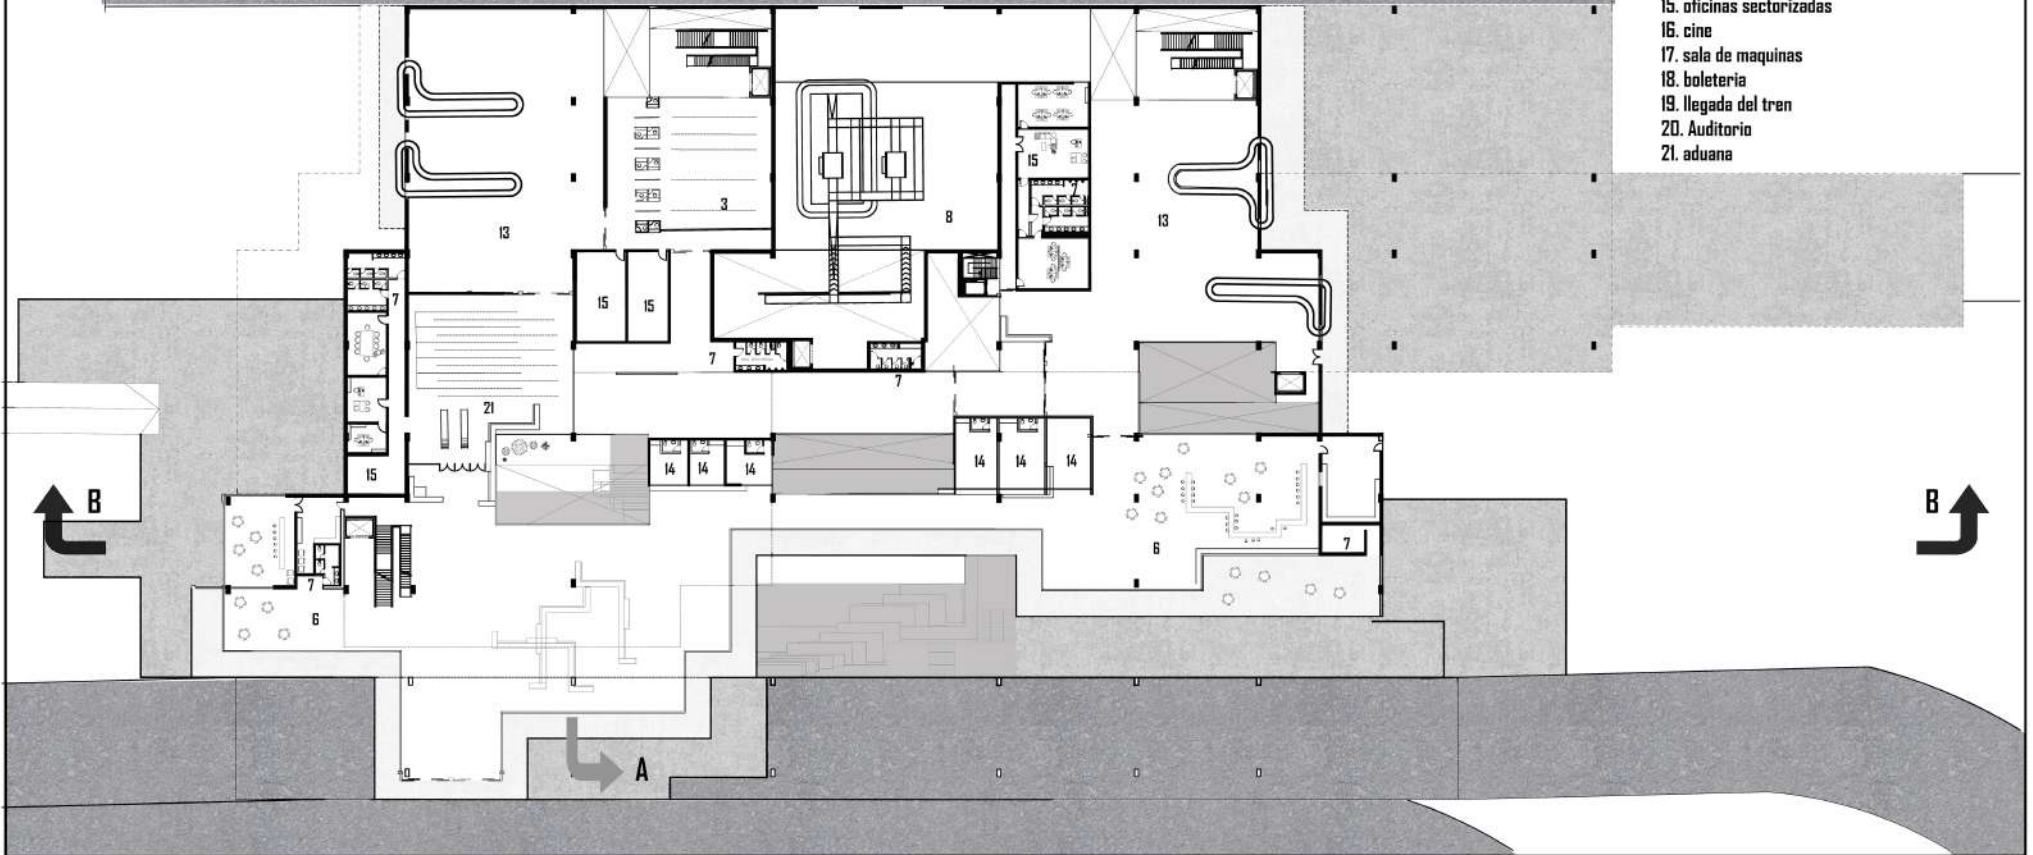 15. oficinas sectorizadas
16. cine
17. sala de maquinas
18. boleteria
19. llegada del tren
20. Auditorio
21. aduana
15
2
3
8
13
13
7
15
15
7
7
21
14
14
14
14
14
14
15
B
B
6
7
7
6
A